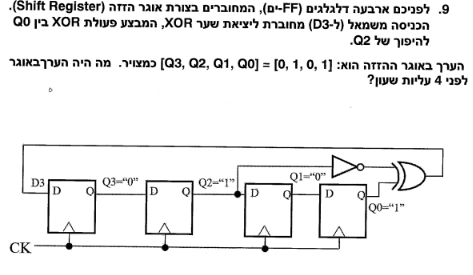 9. לפניכם ארבעה דלגלגים (FF-ים), המחוברים בצורת אוגר הזזה (Shift Register).
הכניסה משמאל (ל-D3) מחוברת ליציאת שער XOR, המבצע פעולת XOR בין Q0
להיפוך של Q2.
הערך באוגר ההזזה הוא: [Q3, Q2, Q1, Q0] = [0, 1, 0, 1] כמצויר. מה היה הערךבאוגר
לפני 4 עליות שעון?
D3 Q3="0" Q2="1" Q1="0"
D Q D Q D Q D Q
Q0="1"
CK